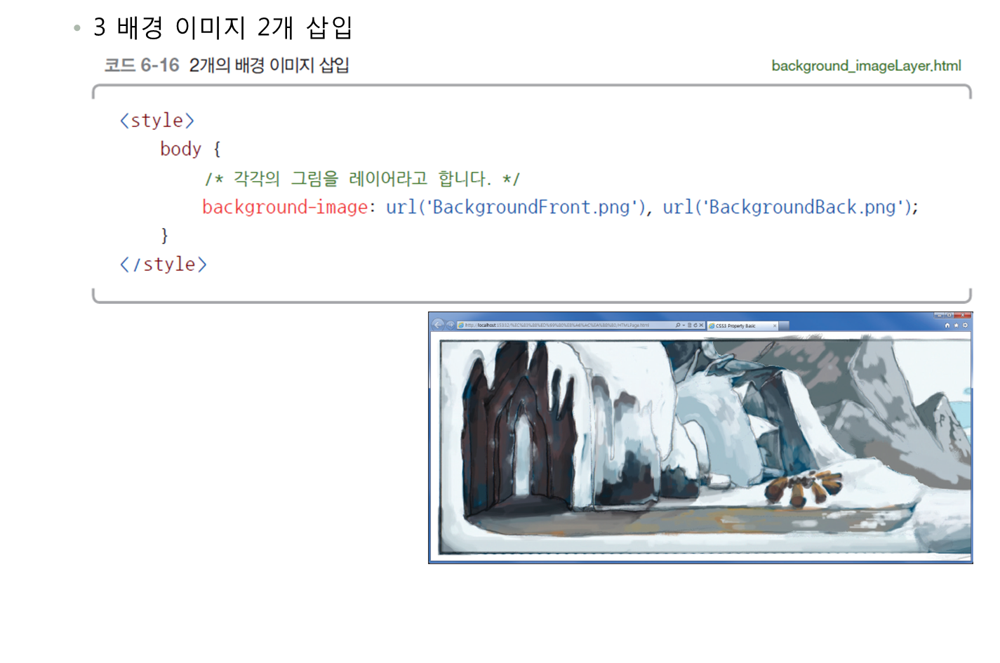 • 3 배경 이미지 2개 삽입
코드 6-16 2개의 배경 이미지 삽입
background_imageLayer.html
<style>
body {
/* 각각의 그림을 레이어라고 합니다. */
background-image: url('BackgroundFront.png'), url('BackgroundBack.png');
}
</style>
CSS3 Property Basic